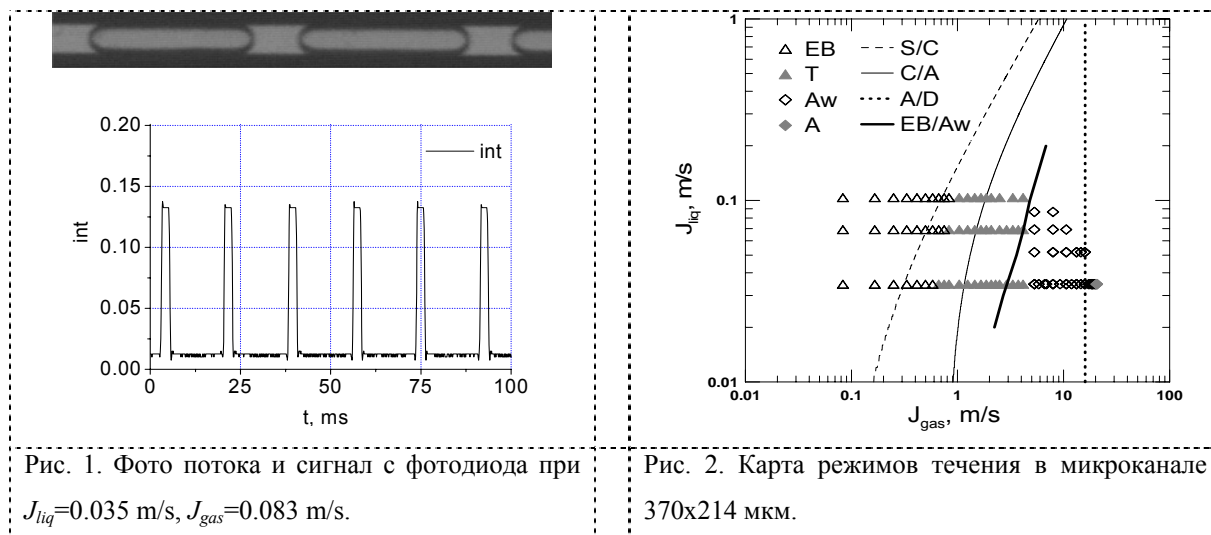 0.20
0.15
0.10
0.05
0.00
int
int
0 25 50 75 100
t, ms
Рис. 1. Фото потока и сигнал с фотодиода при
J_liq=0.035 m/s, J_gas=0.083 m/s.
1
0.1
0.01
J_liq, m/s
EB S/C
T C/A
Aw A/D
A EB/Aw
0.01 0.1 1 10 100
J_gas, m/s
Рис. 2. Карта режимов течения в микроканале
370x214 мкм.